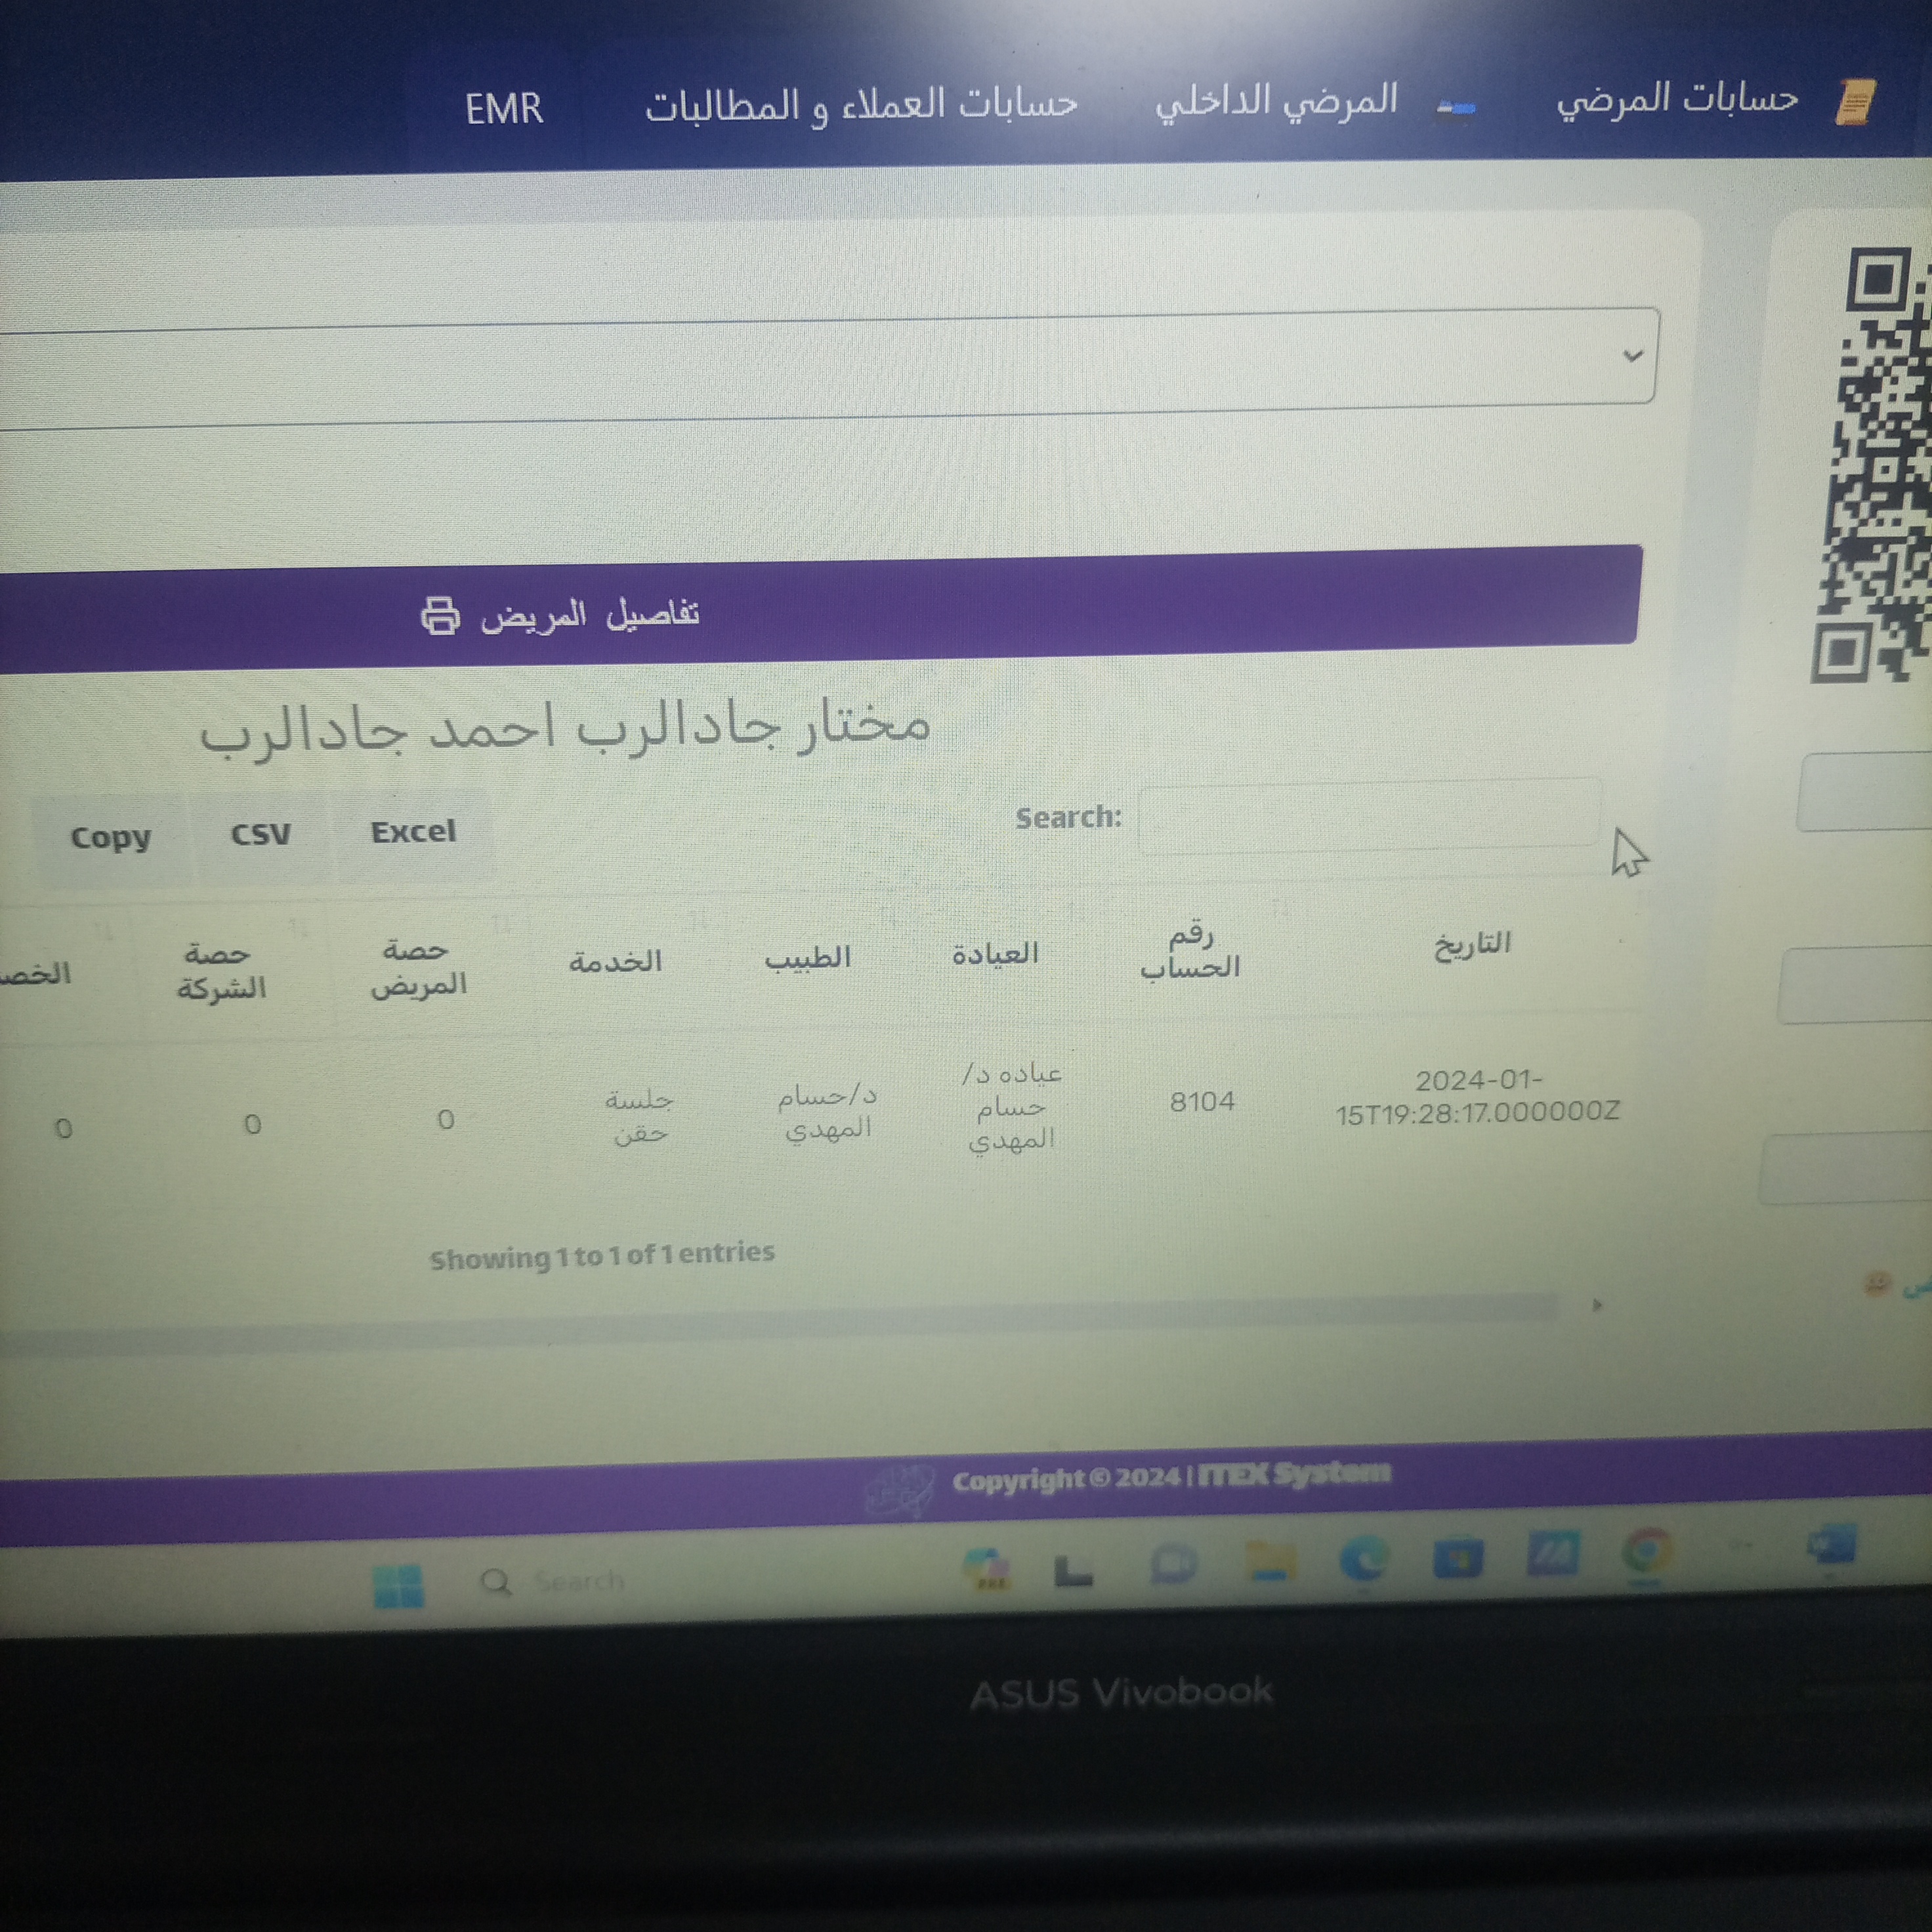 حسابات المرضي
المرضي الداخلي
حسابات العملاء و المطالبات
EMR
تفاصيل المريض
مختار جادالرب احمد جادالرب
Search:
Excel
CSV
Copy
التاريخ
رقم
الحساب
العيادة
الطبيب
الخدمة
حصة
المريض
حصة
الشركة
2024-01-
15T19:28:17.000000Z
8104
عياده د/
حسام
المهدي
د/حسام
المهدي
جلسة
حقن
0
0
0
Showing 1 to 1 of 1 entries
Copyright © 2024 | ITEX System
Search
PRE
ASUS Vivobook